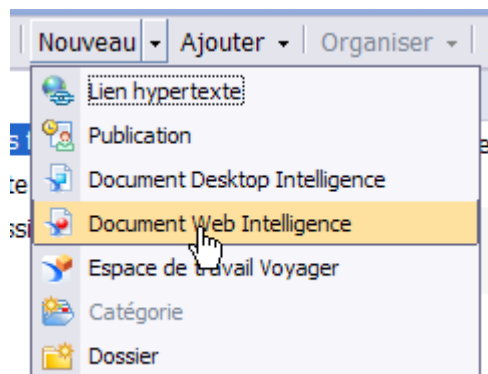 Nouveau Ajouter Organiser
Lien hypertexte
Publication
Document Desktop Intelligence
Document Web Intelligence
Espace de travail Voyager
Catégorie
Dossier